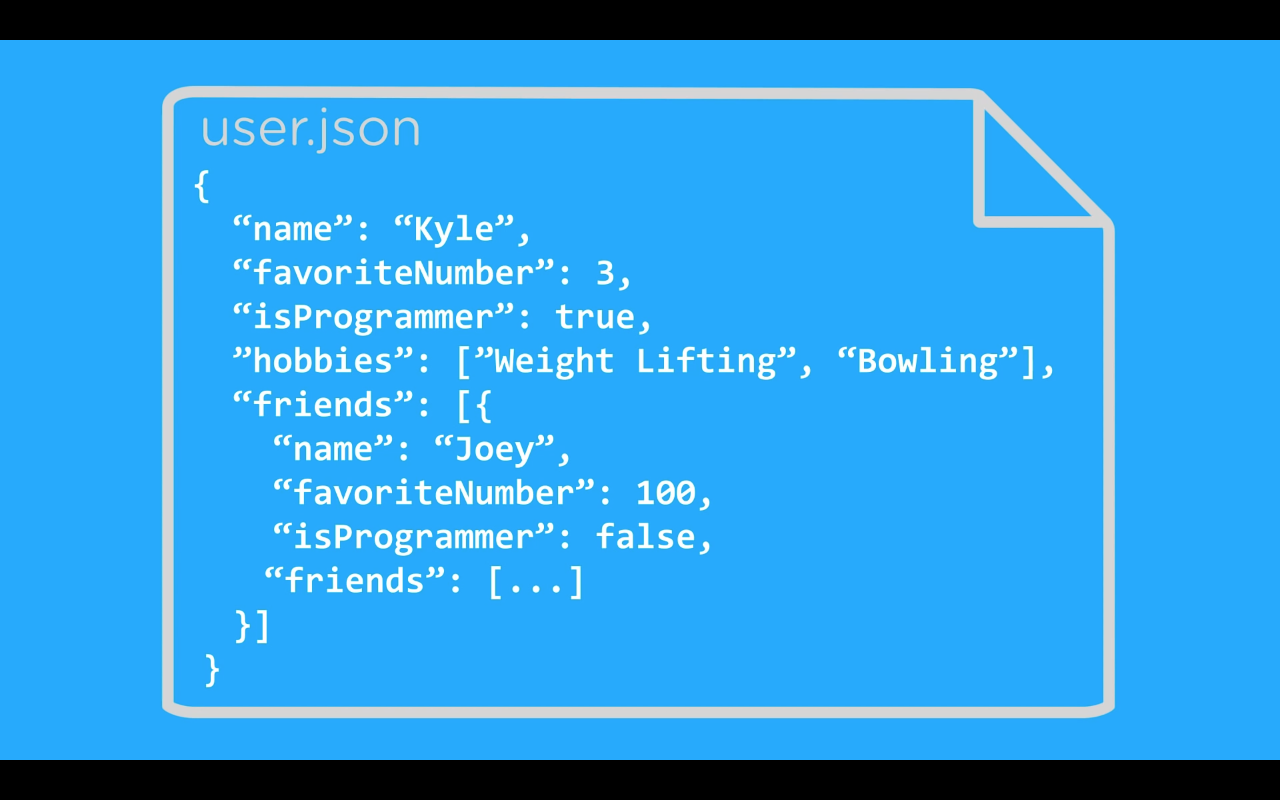 user.json
{
“name”: “Kyle”,
“favoriteNumber”: 3,
“isProgrammer”: true,
”hobbies”: [”Weight Lifting”, “Bowling”],
“friends”: [{
“name”: “Joey”,
“favoriteNumber”: 100,
“isProgrammer”: false,
“friends”: [...]
}]
}